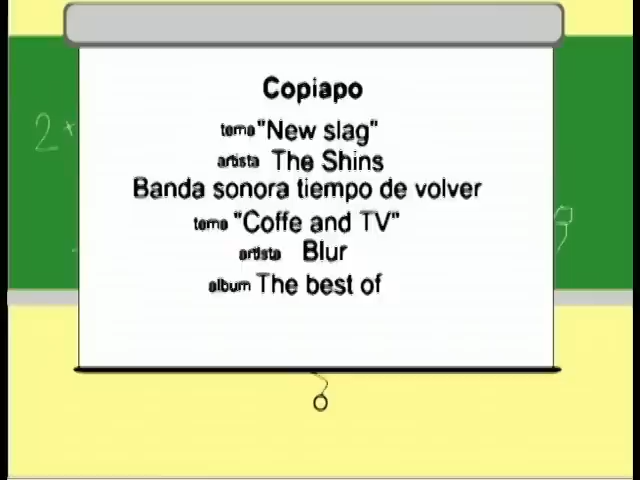 Copiapo
tema "New slag"
artista The Shins
Banda sonora tiempo de volver
tema "Coffe and TV"
artista Blur
album The best of
2